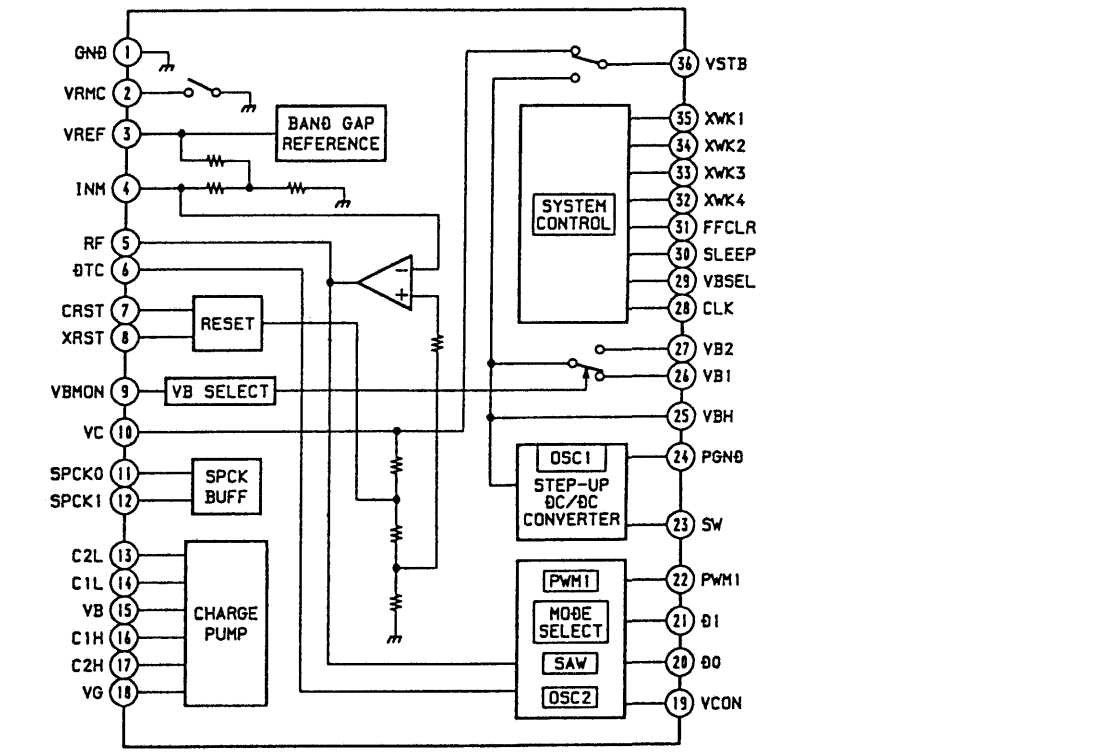 GND 1
VRMC 2
VREF 3
INM 4
RF 5
DTC 6
CRST 7
XRST 8
VBMON 9
VC 10
SPCKO 11
SPCKI 12
C2L 13
C1L 14
VB 15
C1H 16
C2H 17
VG 18
BAND GAP
REFERENCE
−
+
RESET
VB SELECT
SPCK
BUFF
CHARGE
PUMP
SYSTEM
CONTROL
OSC1
STEP-UP
DC/DC
CONVERTER
PWM1
MODE
SELECT
SAW
OSC2
36 VSTB
35 XWK1
34 XWK2
33 XWK3
32 XWK4
31 FFCLR
30 SLEEP
29 VBSEL
28 CLK
27 VB2
26 VB1
25 VBH
24 PGND
23 SW
22 PWM1
21 DI
20 DO
19 VCON